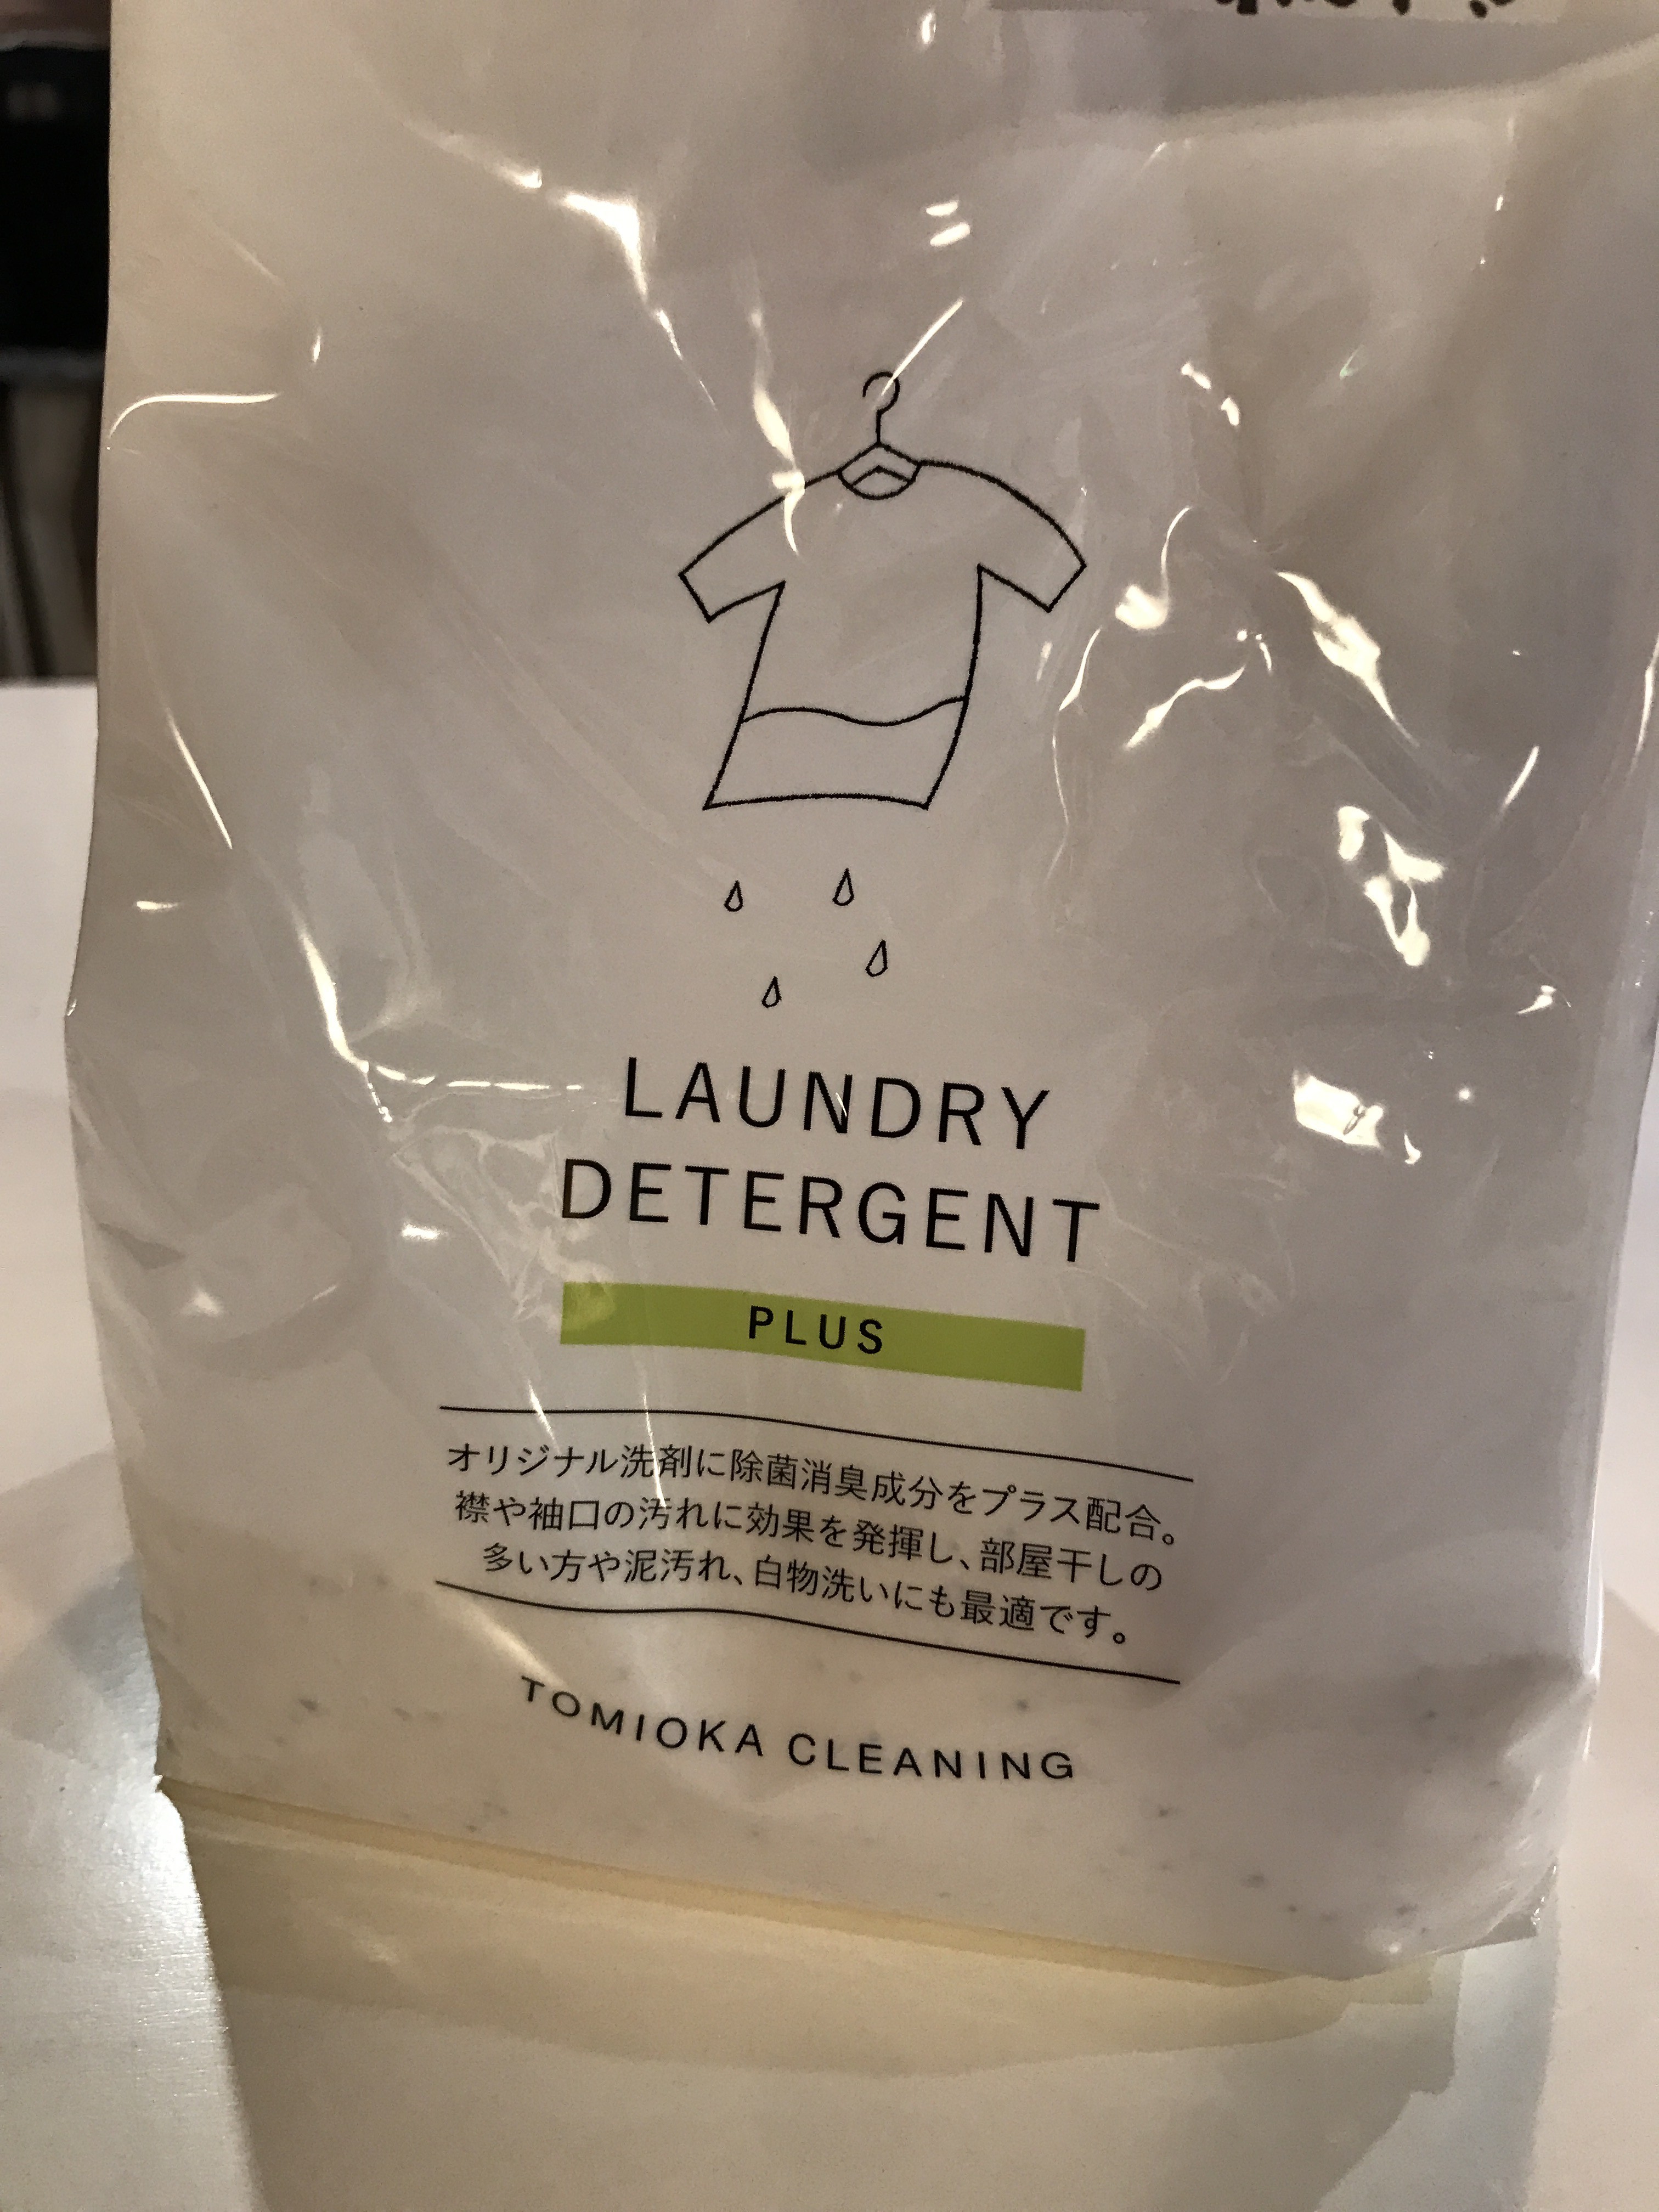 LAUNDRY
DETERGENT
PLUS
オリジナル洗剤に除菌消臭成分をプラス配合。
襟や袖口の汚れに効果を発揮し、部屋干しの
多い方や泥汚れ、白物洗いにも最適です。
TOMIOKA CLEANING